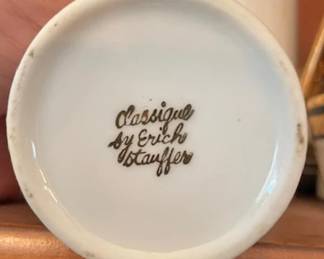 Classique
by Erich
Stauffer